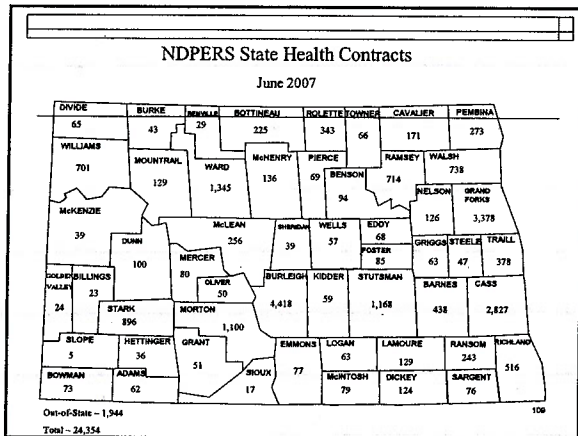 NDPERS State Health Contracts
June 2007
DIVIDE
65
BURKE
43
RENVILLE
29
BOTTINEAU
225
ROLETTE
343
TOWNER
66
CAVALIER
171
PEMBINA
273
WILLIAMS
701
MOUNTRAIL
129
WARD
1,345
McHENRY
136
PIERCE
69
BENSON
94
RAMSEY
714
WALSH
738
NELSON
126
GRAND
FORKS
3,378
McKENZIE
39
DUNN
100
McLEAN
256
MERCER
80
OLIVER
50
SHERIDAN
39
WELLS
57
EDDY
68
FOSTER
85
GRIGGS
63
STEELE
47
TRAILL
378
GOLDEN
VALLEY
24
BILLINGS
23
STARK
896
MORTON
1,100
BURLEIGH
4,418
KIDDER
59
STUTSMAN
1,168
BARNES
438
CASS
2,827
SLOPE
5
HETTINGER
36
GRANT
51
SIOUX
17
EMMONS
77
LOGAN
63
LAMOURE
129
RANSOM
243
RICHLAND
516
BOWMAN
73
ADAMS
62
McINTOSH
79
DICKEY
124
SARGENT
76
Out-of-State – 1,944
109
Total – 24,354